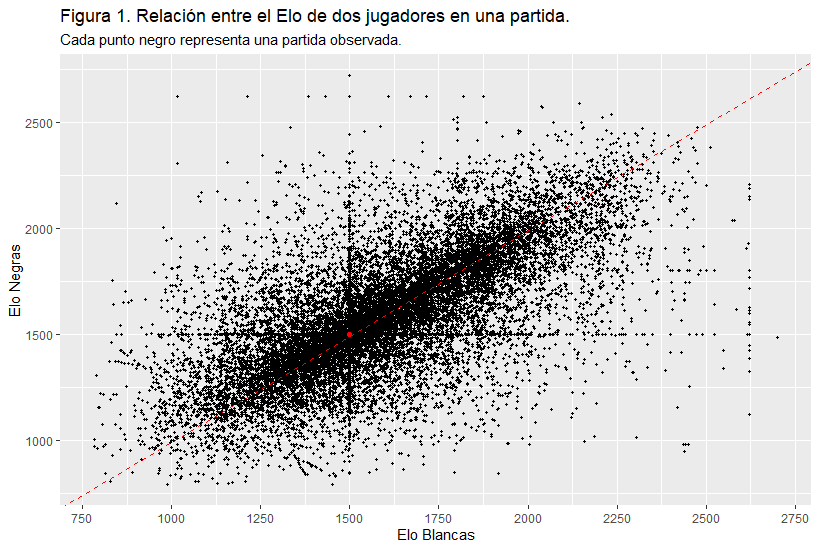 Figura 1. Relación entre el Elo de dos jugadores en una partida.
Cada punto negro representa una partida observada.
Elo Negras
2500
2000
1500
1000
750 1000 1250 1500 1750 2000 2250 2500 2750
Elo Blancas